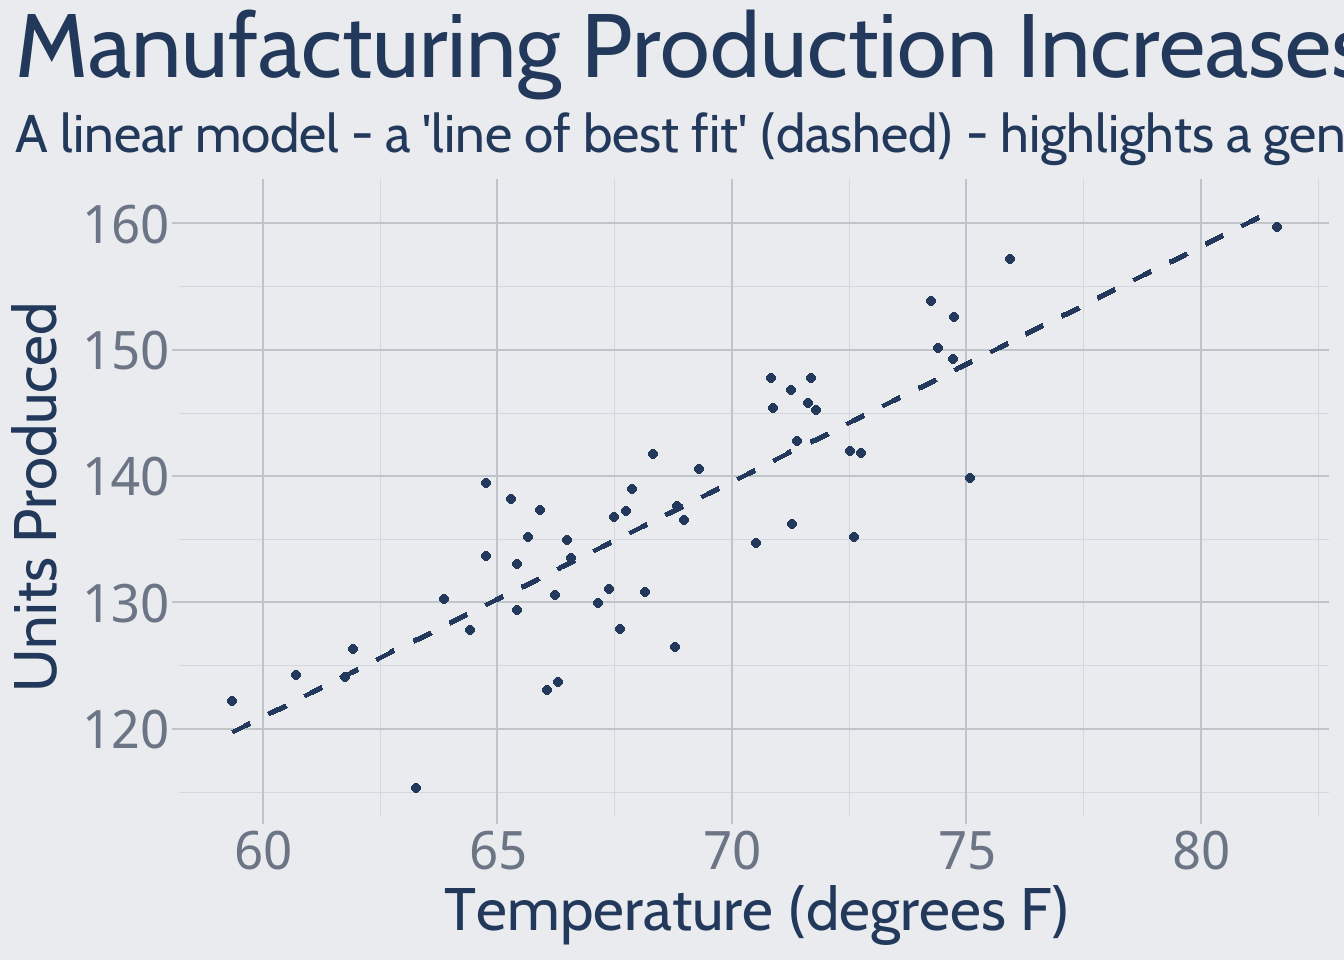 Manufacturing Production Increases
A linear model - a 'line of best fit' (dashed) - highlights a gen
160
150
140
130
120
Units Produced
60 65 70 75 80
Temperature (degrees F)